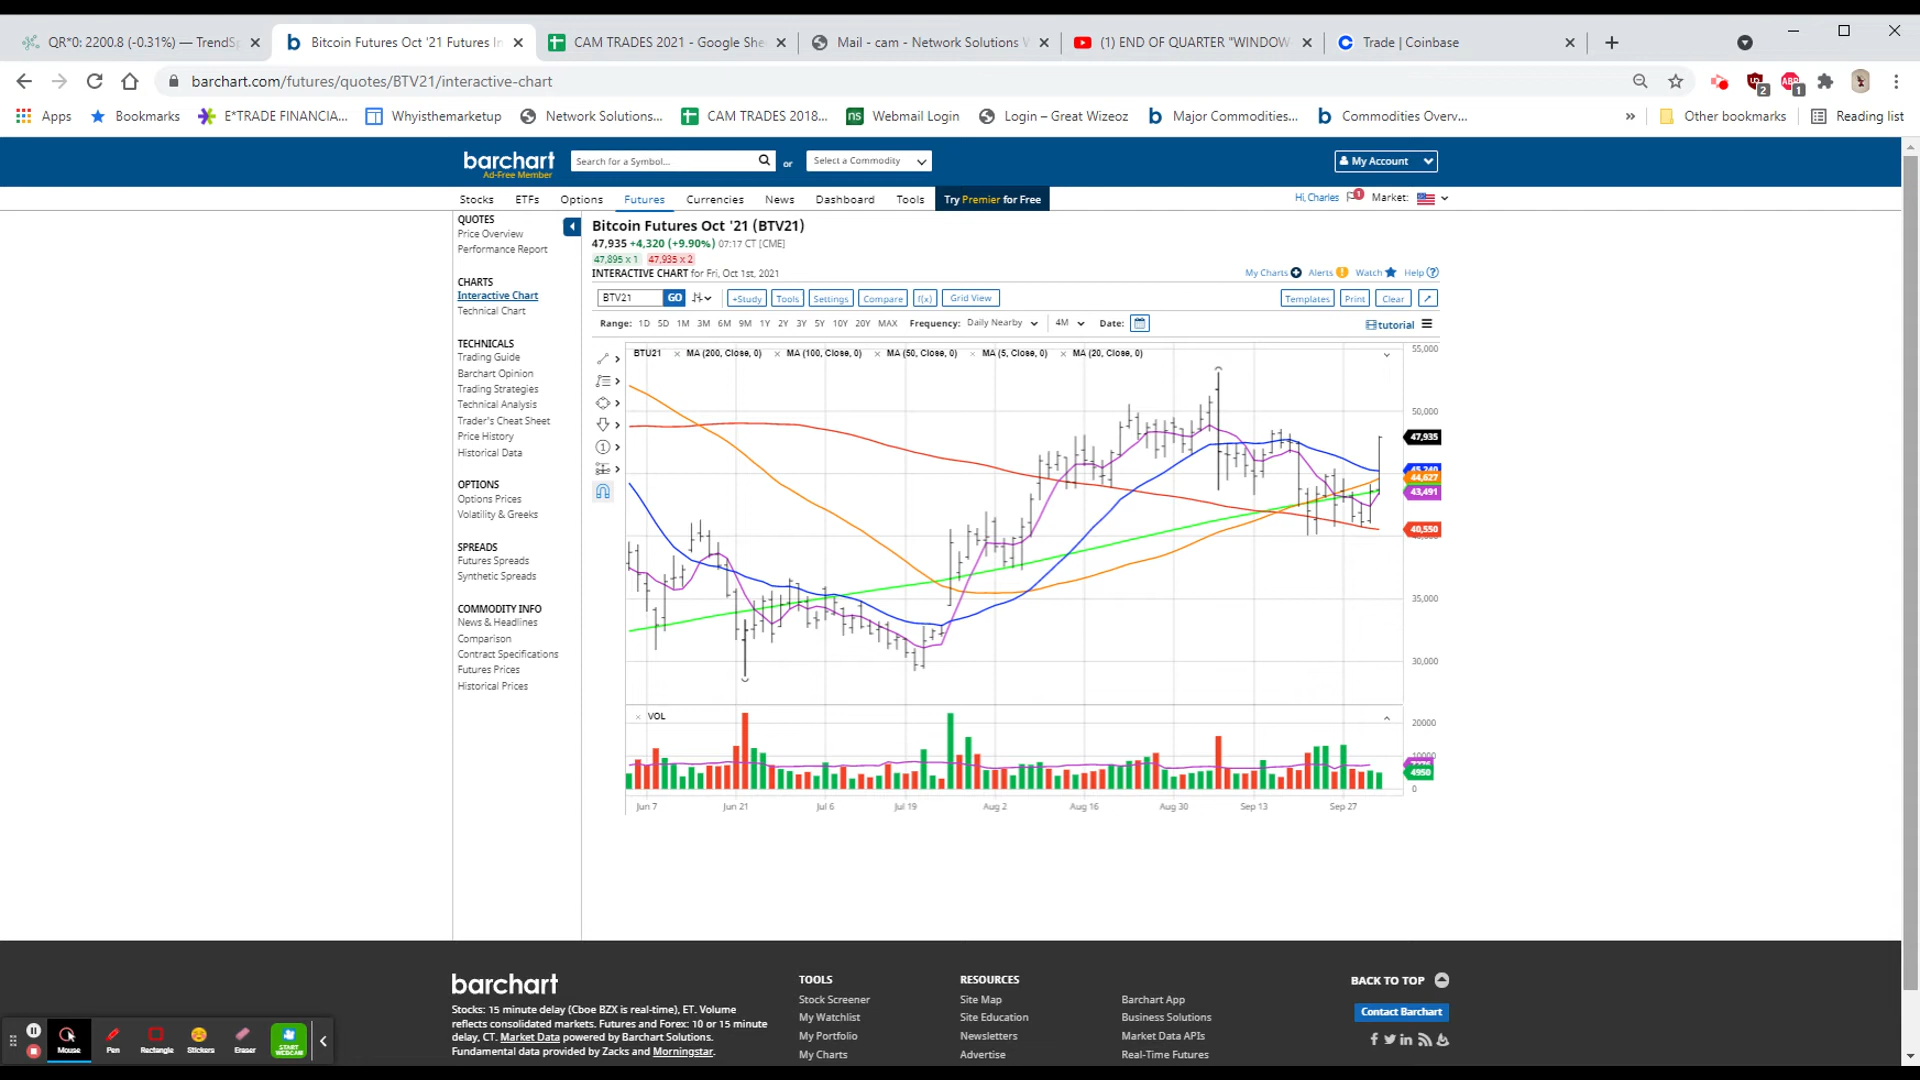 QR*0: 2200.8 (-0.31%) — TrendS
Bitcoin Futures Oct '21 Futures In
CAM TRADES 2021 - Google She
Mail - cam - Network Solutions W
(1) END OF QUARTER "WINDOW
Trade | Coinbase
barchart.com/futures/quotes/BTV21/interactive-chart
2
1
Apps
Bookmarks
E*TRADE FINANCIA...
Whyisthemarketup
Network Solutions...
CAM TRADES 2018...
Webmail Login
Login – Great Wizeoz
Major Commodities...
Commodities Overv...
»
Other bookmarks
Reading list
barchart
Ad-Free Member
Search for a Symbol...
or
Select a Commodity
My Account
Stocks ETFs Options Futures Currencies News Dashboard Tools Try Premier for Free
Hi, Charles
1
Market:
QUOTES
Price Overview
Performance Report
CHARTS
Interactive Chart
Technical Chart
TECHNICALS
Trading Guide
Barchart Opinion
Trading Strategies
Technical Analysis
Trader's Cheat Sheet
Price History
Historical Data
OPTIONS
Options Prices
Volatility & Greeks
SPREADS
Futures Spreads
Synthetic Spreads
COMMODITY INFO
News & Headlines
Comparison
Contract Specifications
Futures Prices
Historical Prices
Bitcoin Futures Oct '21 (BTV21)
47,935 +4,320 (+9.90%) 07:17 CT [CME]
47,895 x 1 47,935 x 2
INTERACTIVE CHART for Fri, Oct 1st, 2021
My Charts Alerts Watch Help
BTV21 GO +Study Tools Settings Compare f(x) Grid View
Templates Print Clear
Range: 1D 5D 1M 3M 6M 9M 1Y 2Y 3Y 5Y 10Y 20Y MAX Frequency: Daily Nearby 4M Date:
tutorial
BTU21 × MA (200, Close, 0) × MA (100, Close, 0) × MA (50, Close, 0) × MA (5, Close, 0) × MA (20, Close, 0)
55,000
50,000
47,935
44,627
43,491
40,550
35,000
30,000
× VOL
20000
10000
4950
0
Jun 7 Jun 21 Jul 6 Jul 19 Aug 2 Aug 16 Aug 30 Sep 13 Sep 27
barchart
Stocks: 15 minute delay (Cboe BZX is real-time), ET. Volume
reflects consolidated markets. Futures and Forex: 10 or 15 minute
delay, CT. Market Data powered by Barchart Solutions.
Fundamental data provided by Zacks and Morningstar.
TOOLS
Stock Screener
My Watchlist
My Portfolio
My Charts
RESOURCES
Site Map
Site Education
Newsletters
Advertise
Barchart App
Business Solutions
Market Data APIs
Real-Time Futures
BACK TO TOP
Contact Barchart
Mouse
Pen
Rectangle
Stickers
Eraser
START
WEBCAM